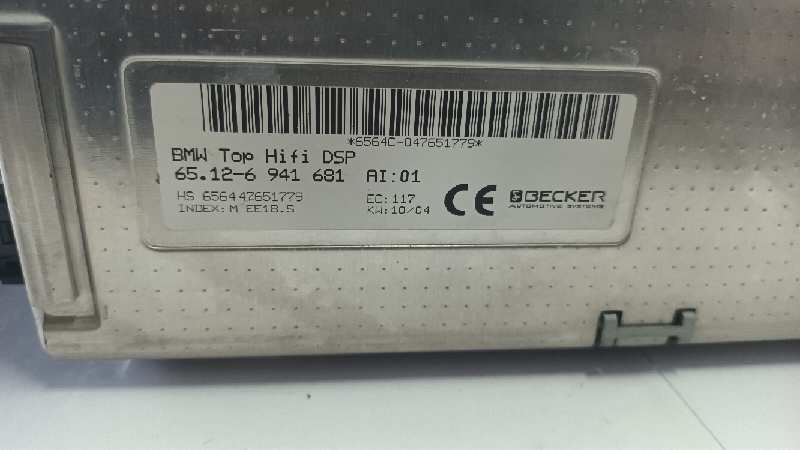 *6564C-047651779*
BMW Top Hifi DSP
65.12-6 941 681 AI:01
HS 656447651779 EC:117
INDEX: M EE18.5 KW:10/04
CE BECKER
AUTOMOTIVE SYSTEMS